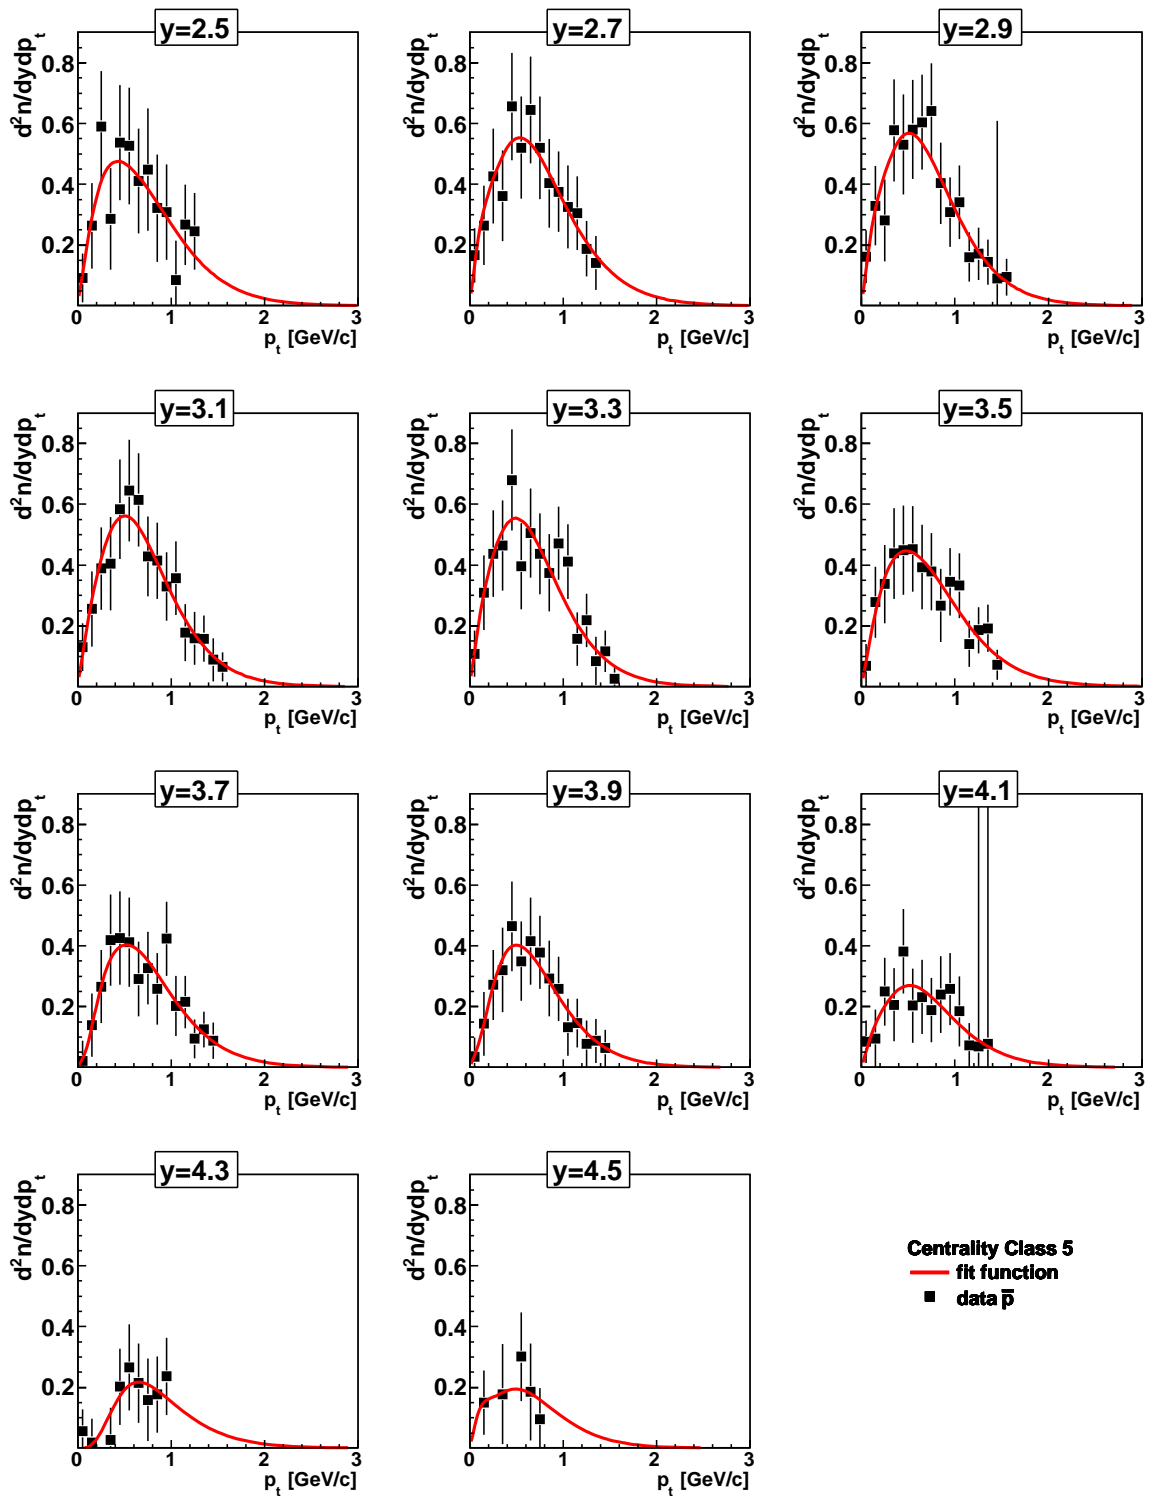 y=2.5
d²n/dydpₜ
0.8
0.6
0.4
0.2
0 1 2 3
pₜ [GeV/c]
y=2.7
d²n/dydpₜ
0.8
0.6
0.4
0.2
0 1 2 3
pₜ [GeV/c]
y=2.9
d²n/dydpₜ
0.8
0.6
0.4
0.2
0 1 2 3
pₜ [GeV/c]
y=3.1
d²n/dydpₜ
0.8
0.6
0.4
0.2
0 1 2 3
pₜ [GeV/c]
y=3.3
d²n/dydpₜ
0.8
0.6
0.4
0.2
0 1 2 3
pₜ [GeV/c]
y=3.5
d²n/dydpₜ
0.8
0.6
0.4
0.2
0 1 2 3
pₜ [GeV/c]
y=3.7
d²n/dydpₜ
0.8
0.6
0.4
0.2
0 1 2 3
pₜ [GeV/c]
y=3.9
d²n/dydpₜ
0.8
0.6
0.4
0.2
0 1 2 3
pₜ [GeV/c]
y=4.1
d²n/dydpₜ
0.8
0.6
0.4
0.2
0 1 2 3
pₜ [GeV/c]
y=4.3
d²n/dydpₜ
0.8
0.6
0.4
0.2
0 1 2 3
pₜ [GeV/c]
y=4.5
d²n/dydpₜ
0.8
0.6
0.4
0.2
0 1 2 3
pₜ [GeV/c]
Centrality Class 5
fit function
data p̅